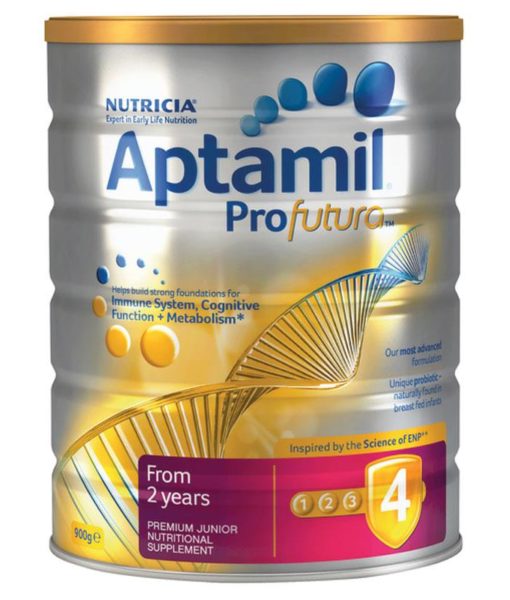 NUTRICIA®
Expert in Early Life Nutrition
Aptamil®
Profutura™
Helps build strong foundations for
Immune System, Cognitive
Function + Metabolism*
Our most advanced
formulation
Unique probiotic -
naturally found in
breast fed infants
Inspired by the Science of ENP**
From
2 years
1 2 3 4
PREMIUM JUNIOR
NUTRITIONAL
SUPPLEMENT
900g e